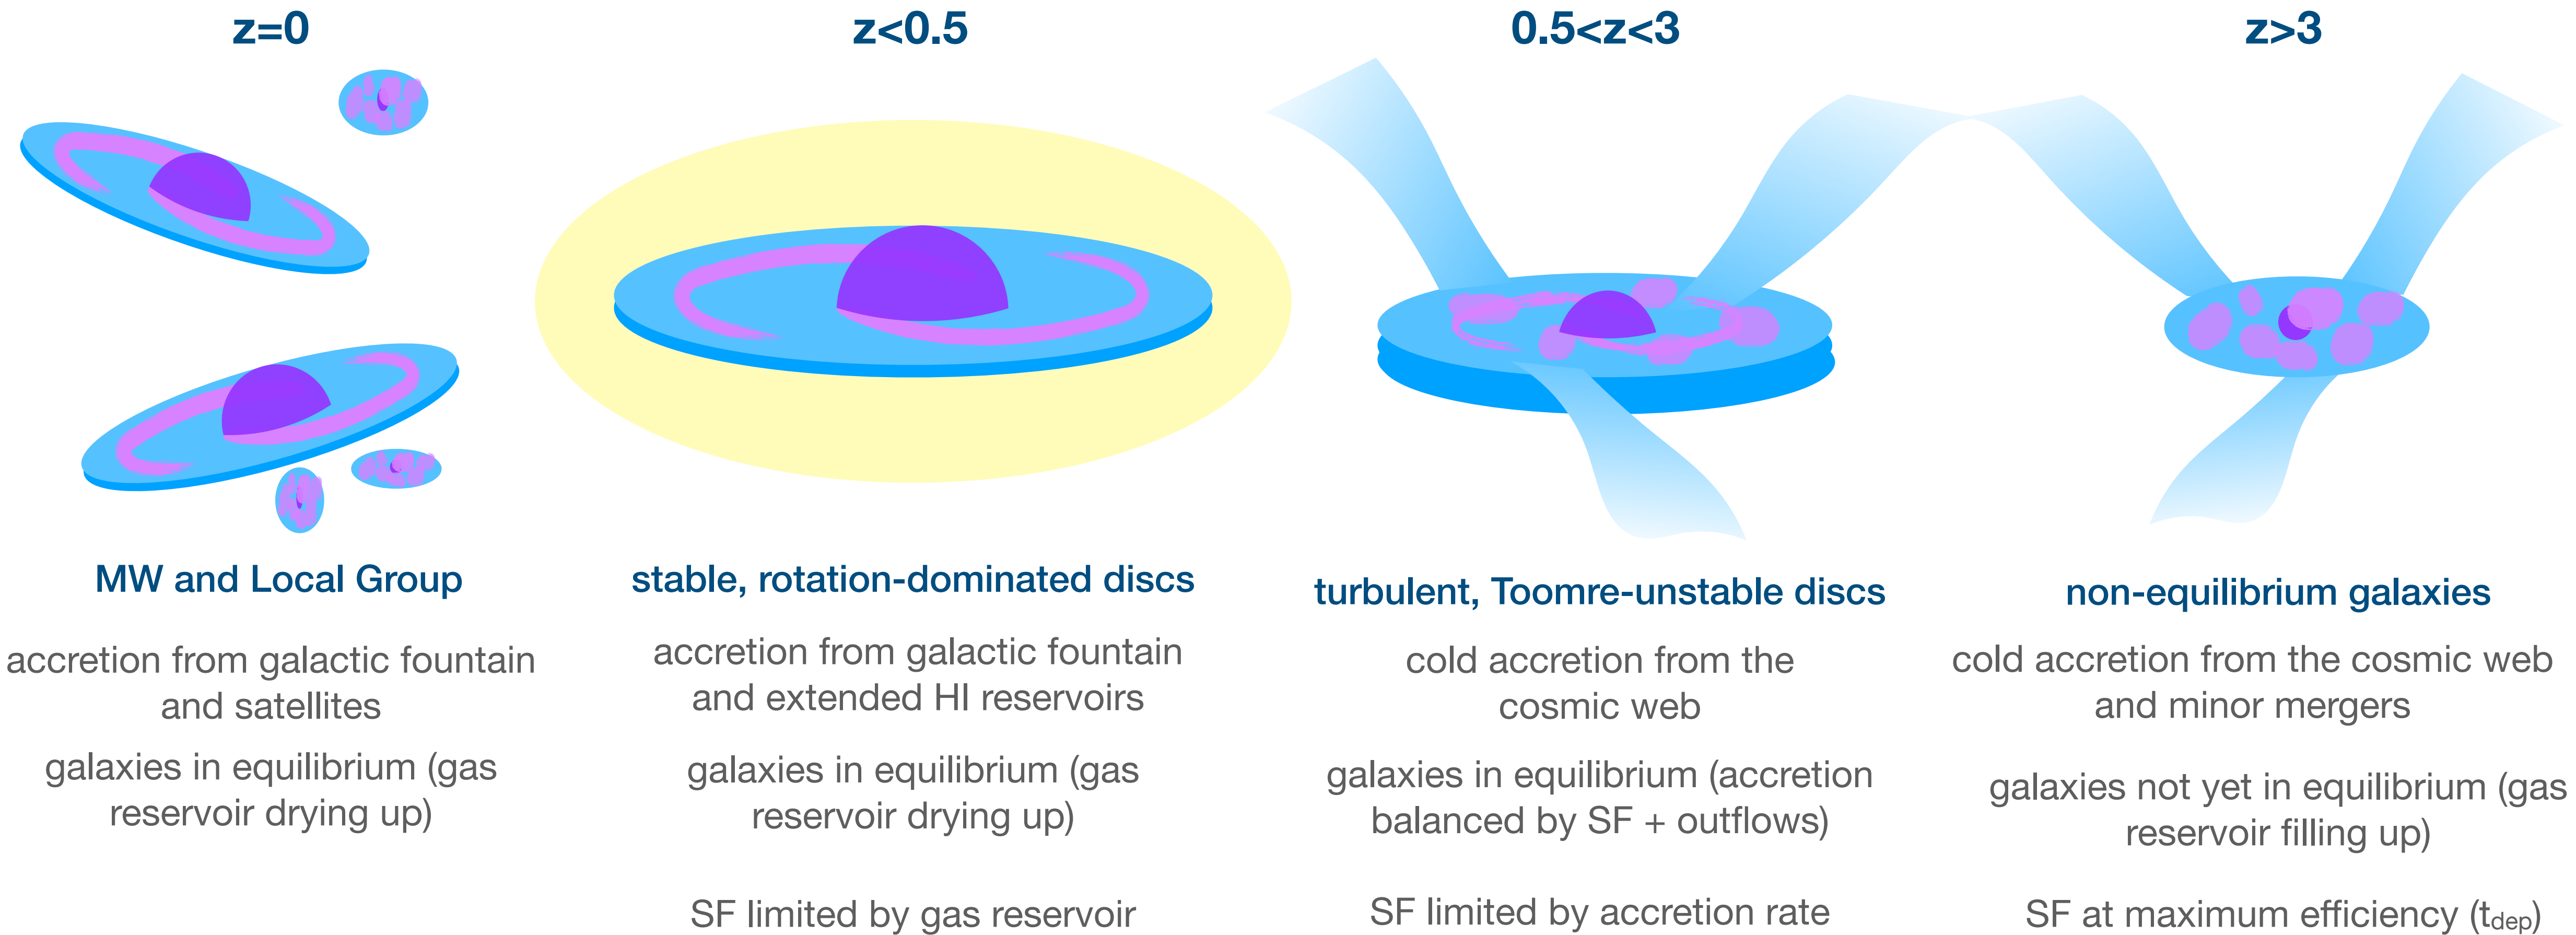 z=0
MW and Local Group
accretion from galactic fountain
and satellites
galaxies in equilibrium (gas
reservoir drying up)
z<0.5
stable, rotation-dominated discs
accretion from galactic fountain
and extended HI reservoirs
galaxies in equilibrium (gas
reservoir drying up)
SF limited by gas reservoir
0.5<z<3
turbulent, Toomre-unstable discs
cold accretion from the
cosmic web
galaxies in equilibrium (accretion
balanced by SF + outflows)
SF limited by accretion rate
z>3
non-equilibrium galaxies
cold accretion from the cosmic web
and minor mergers
galaxies not yet in equilibrium (gas
reservoir filling up)
SF at maximum efficiency (tdep)